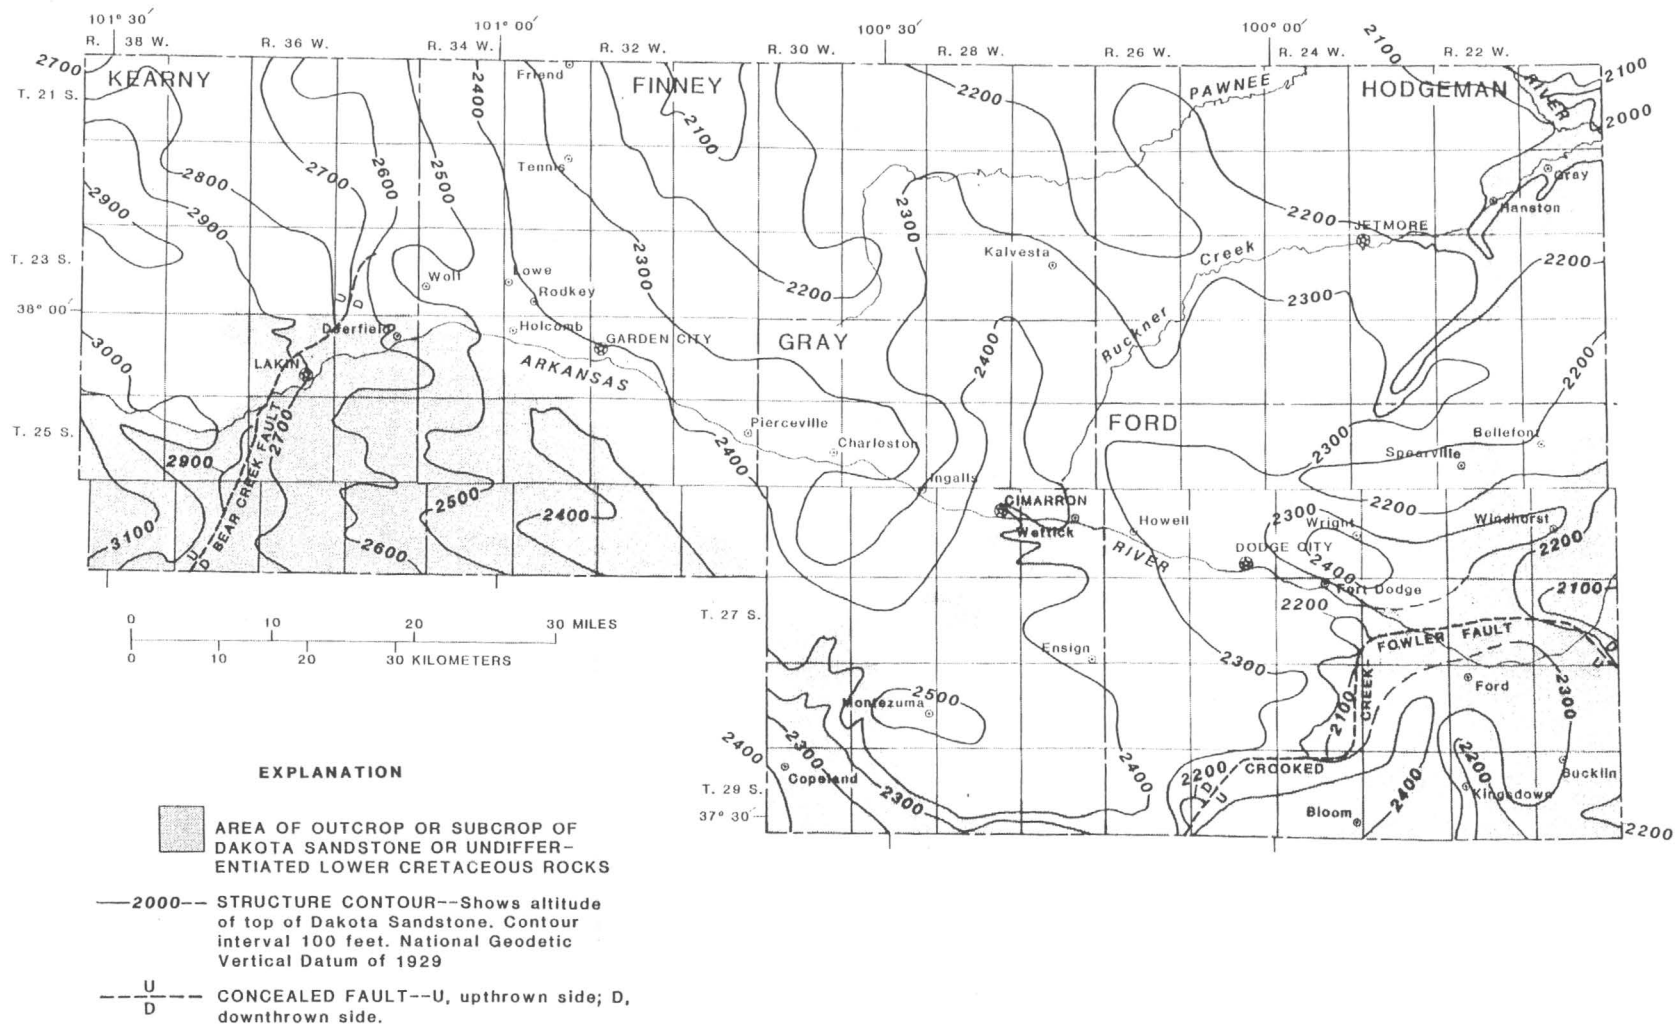 101° 30′
101° 00′
100° 30′
100° 00′
R. 38 W.
R. 36 W.
R. 34 W.
R. 32 W.
R. 30 W.
R. 28 W.
R. 26 W.
R. 24 W.
R. 22 W.
2100
2700
KEARNY
2400
Friend
FINNEY
2200
PAWNEE
HODGEMAN
RIVER
2100
2000
T. 21 S.
2100
Tennis
2800
2700
2600
2500
2900
2900
2300
2300
2200
Gray
Hanston
JETMORE
Kalvesta
Creek
2200
T. 23 S.
Wolf
Lowe
Rodkey
2200
2300
38° 00′
U
D
Deerfield
Holcomb
GARDEN CITY
GRAY
2400
Buckner
3000
LAKIN
ARKANSAS
2200
T. 25 S.
2700
2400
Pierceville
Charleston
FORD
2300
Bellefont
Spearville
2900
BEAR CREEK FAULT
2500
2400
Ingalls
CIMARRON
Wettick
Howell
2200
2300
Wright
Windhorst
2200
3100
U
D
2600
RIVER
DODGE CITY
2400
Fort Dodge
2100
2200
T. 27 S.
0 10 20 30 MILES
0 10 20 30 KILOMETERS
Ensign
2300
FOWLER FAULT
D
U
Ford
2300
2100
CREEK
2500
Montezuma
2400
2300
Copeland
2300
2400
2200
CROOKED
D
U
2400
2200
Bucklin
Kingsdown
Bloom
T. 29 S.
37° 30′
2200
EXPLANATION
AREA OF OUTCROP OR SUBCROP OF
DAKOTA SANDSTONE OR UNDIFFER-
ENTIATED LOWER CRETACEOUS ROCKS
2000 STRUCTURE CONTOUR--Shows altitude
of top of Dakota Sandstone. Contour
interval 100 feet. National Geodetic
Vertical Datum of 1929
U
D
CONCEALED FAULT--U, upthrown side; D,
downthrown side.